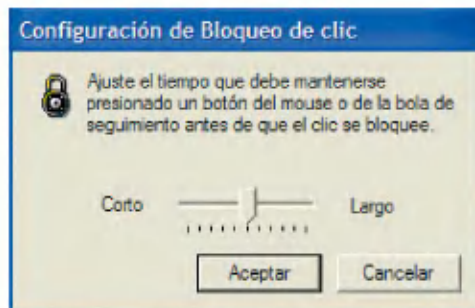 Configuración de Bloqueo de clic
Ajuste el tiempo que debe mantenerse
presionado un botón del mouse o de la bola de
seguimiento antes de que el clic se bloquee.
Corto Largo
Aceptar Cancelar